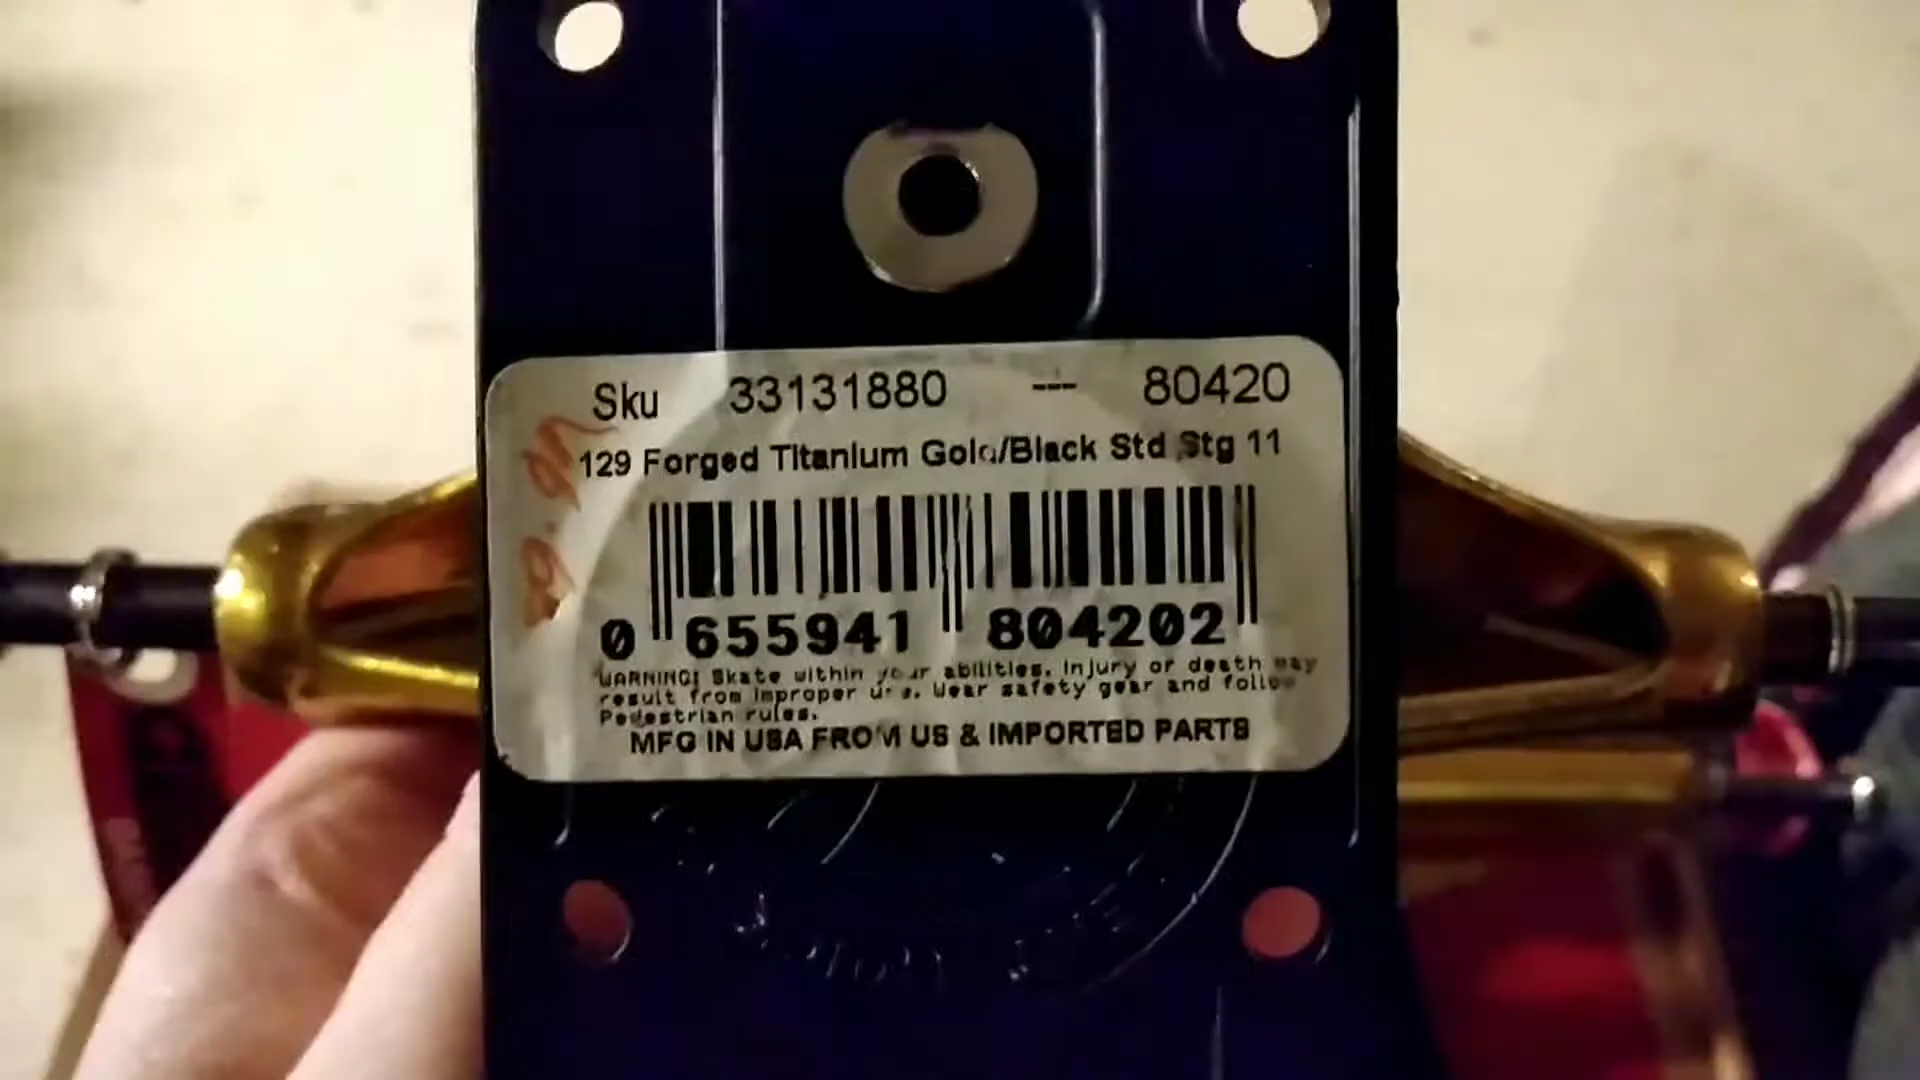 Sku 33131880 --- 80420
129 Forged Titanium Gold/Black Std Stg 11
0 655941 804202
WARNING! Skate within your abilities. Injury or death may
result from improper use. Wear safety gear and follow
Pedestrian rules.
MFG IN USA FROM US & IMPORTED PARTS